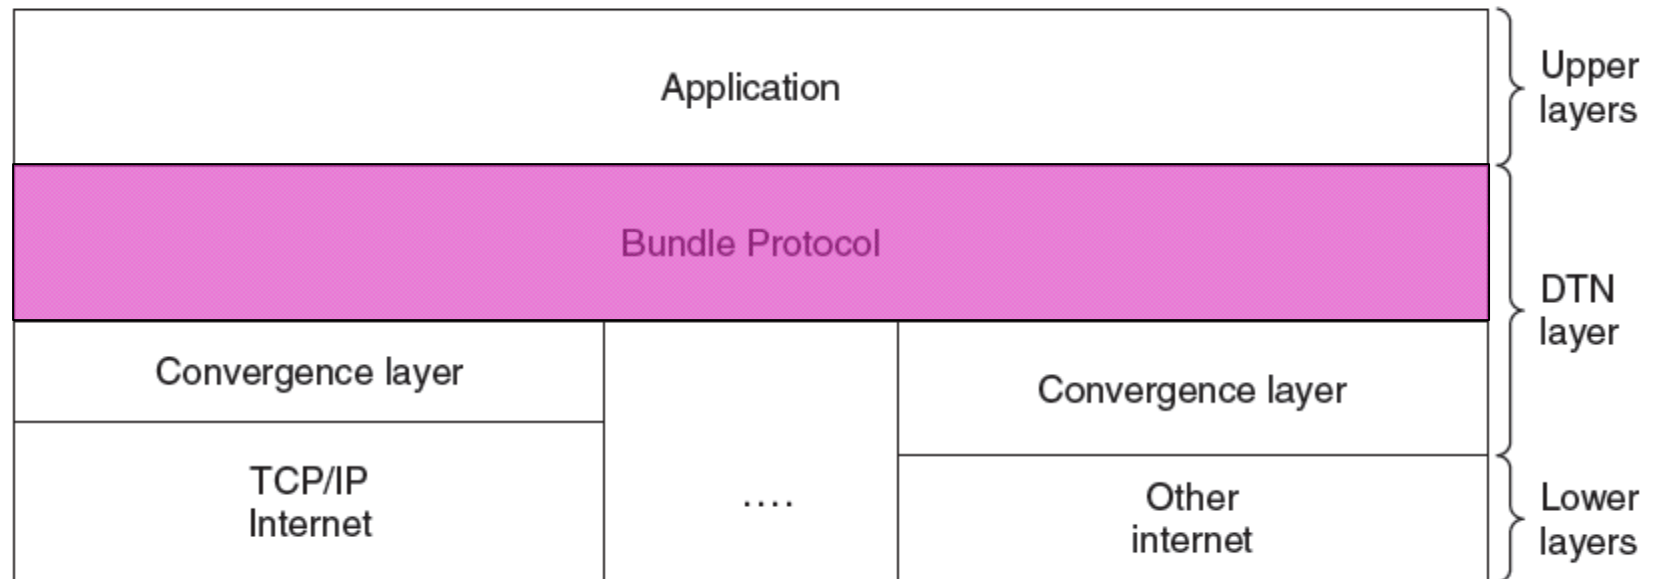 Application
Upper
layers
Bundle Protocol
DTN
layer
Convergence layer
Convergence layer
TCP/IP
Internet
....
Other
internet
Lower
layers